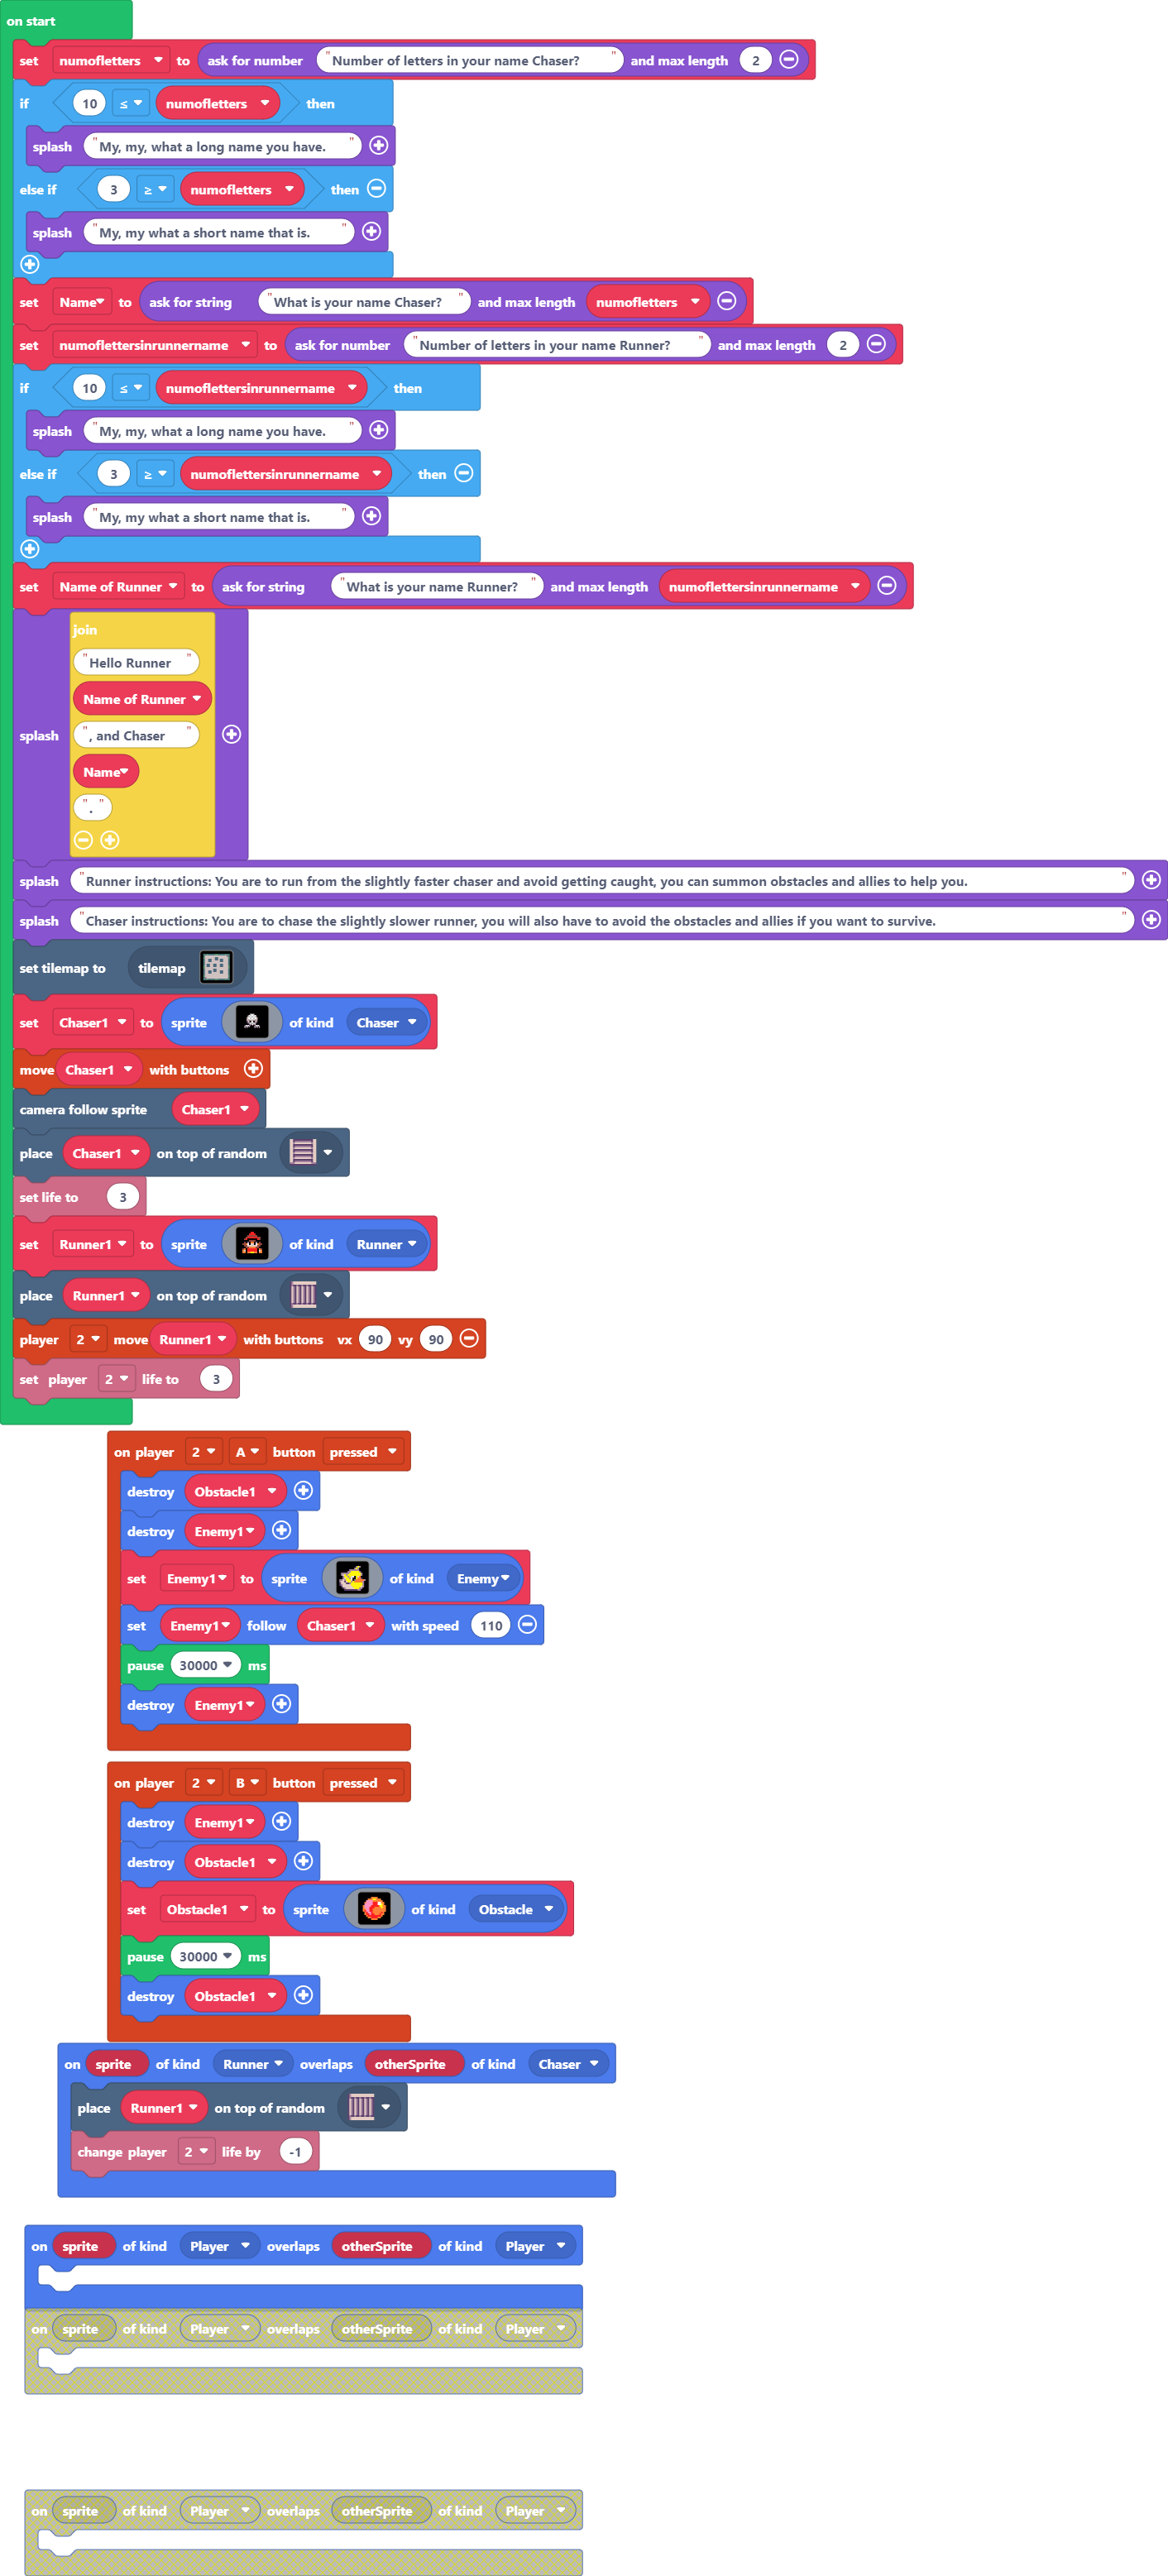 on start
set numofletters to ask for number "Number of letters in your name Chaser?" and max length 2
if 10 ≤ numofletters then
splash "My, my, what a long name you have."
else if 3 ≥ numofletters then
splash "My, my what a short name that is."
set Name to ask for string "What is your name Chaser?" and max length numofletters
set numoflettersinrunnername to ask for number "Number of letters in your name Runner?" and max length 2
if 10 ≤ numoflettersinrunnername then
splash "My, my, what a long name you have."
else if 3 ≥ numoflettersinrunnername then
splash "My, my what a short name that is."
set Name of Runner to ask for string "What is your name Runner?" and max length numoflettersinrunnername
join
"Hello Runner "
Name of Runner
splash ", and Chaser "
Name
"."
splash "Runner instructions: You are to run from the slightly faster chaser and avoid getting caught, you can summon obstacles and allies to help you."
splash "Chaser instructions: You are to chase the slightly slower runner, you will also have to avoid the obstacles and allies if you want to survive."
set tilemap to tilemap
set Chaser1 to sprite of kind Chaser
move Chaser1 with buttons
camera follow sprite Chaser1
place Chaser1 on top of random
set life to 3
set Runner1 to sprite of kind Runner
place Runner1 on top of random
player 2 move Runner1 with buttons vx 90 vy 90
set player 2 life to 3
on player 2 A button pressed
destroy Obstacle1
destroy Enemy1
set Enemy1 to sprite of kind Enemy
set Enemy1 follow Chaser1 with speed 110
pause 30000 ms
destroy Enemy1
on player 2 B button pressed
destroy Enemy1
destroy Obstacle1
set Obstacle1 to sprite of kind Obstacle
pause 30000 ms
destroy Obstacle1
on sprite of kind Runner overlaps otherSprite of kind Chaser
place Runner1 on top of random
change player 2 life by -1
on sprite of kind Player overlaps otherSprite of kind Player
on sprite of kind Player overlaps otherSprite of kind Player
on sprite of kind Player overlaps otherSprite of kind Player